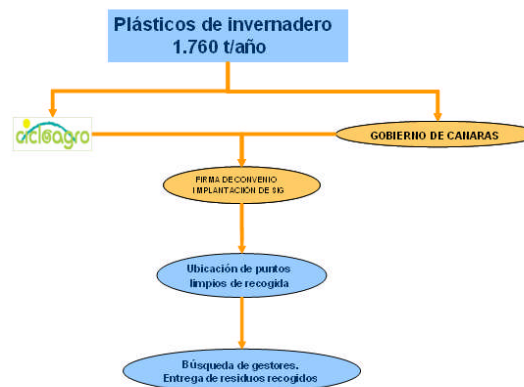 Plásticos de invernadero
1.760 t/año
cicloagro
GOBIERNO DE CANARAS
FIRMA DE CONVENIO
IMPLANTACIÓN DE SIG
Ubicación de puntos
limpios de recogida
Búsqueda de gestores.
Entrega de residuos recogidos